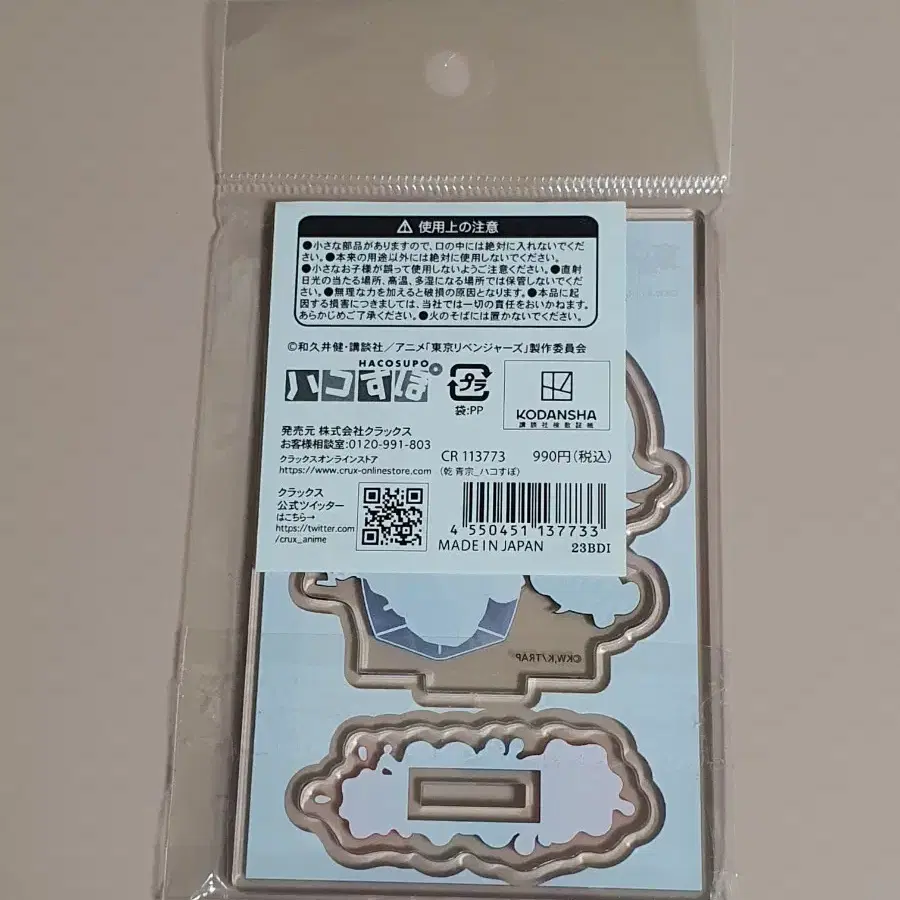 ⚠ 使用上の注意
●小さな部品がありますので、口の中には絶対に入れないでくだ
さい。●本来の用途以外には絶対に使用しないでください。
●小さなお子様が誤って使用しないようご注意ください。●直射
日光の当たる場所、高温、多湿になる場所では保管しないでくだ
さい。●無理な力を加えると破損の原因となります。●本品に起
因する損害につきましては、当社では一切の責任をおいかねます。
あらかじめご了承ください。●火のそばには置かないでください。
©和久井健・講談社／アニメ「東京リベンジャーズ」製作委員会
HACOSUPO
ハコすぽ
プラ
袋:PP
KODANSHA
発売元 株式会社クラックス
お客様相談室:0120-991-803
クラックスオンラインストア
https://www.crux-onlinestore.com
CR 113773 990円(税込)
(乾 青宗_ハコすぽ)
クラックス
公式ツイッター
はこちら→
https://twitter.com
/crux_anime
4 550451 137733
MADE IN JAPAN 23BDI
©KW,K/TRAP